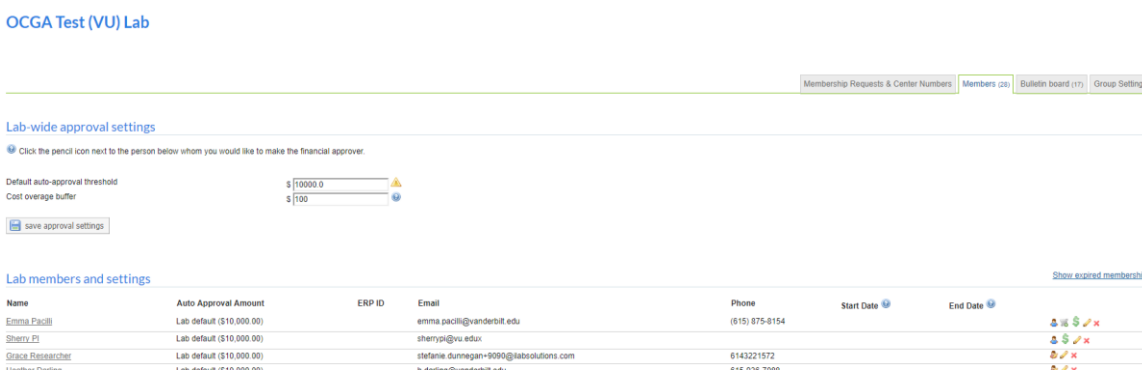 OCGA Test (VU) Lab
Membership Requests & Center Numbers Members (28) Bulletin board (17) Group Setting
Lab-wide approval settings
Click the pencil icon next to the person below whom you would like to make the financial approver.
Default auto-approval threshold $ 10000.0
Cost overage buffer $ 100
save approval settings
Lab members and settings Show expired membershi
Name Auto Approval Amount ERP ID Email Phone Start Date End Date
Emma Pacilli Lab default ($10,000.00) emma.pacilli@vanderbilt.edu (615) 875-8154
Sherry PI Lab default ($10,000.00) sherrypi@vu.edux
Grace Researcher Lab default ($10,000.00) stefanie.dunnegan+9090@ilabsolutions.com 6143221572
Lab default ($10,000.00)